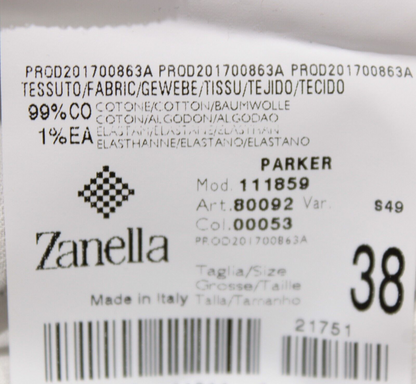 PROD201700863A PROD201700863A PROD201700863A
TESSUTO/FABRIC/GEWEBE/TISSU/TEJIDO/TECIDO
99%CO COTONE/COTTON/BAUMWOLLE
COTON/ALGODON/ALGODAO
1%EA ELASTAN/ELASTANE/ELASTHAN
ELASTHANNE/ELASTANO/ELASTANO
PARKER
Mod. 111859
Art. 80092 Var. S49
Col. 00053
PROD201700863A
Zanella
Taglia/Size
Grosse/Taille
Talla/Tamanho
38
Made in Italy
21751